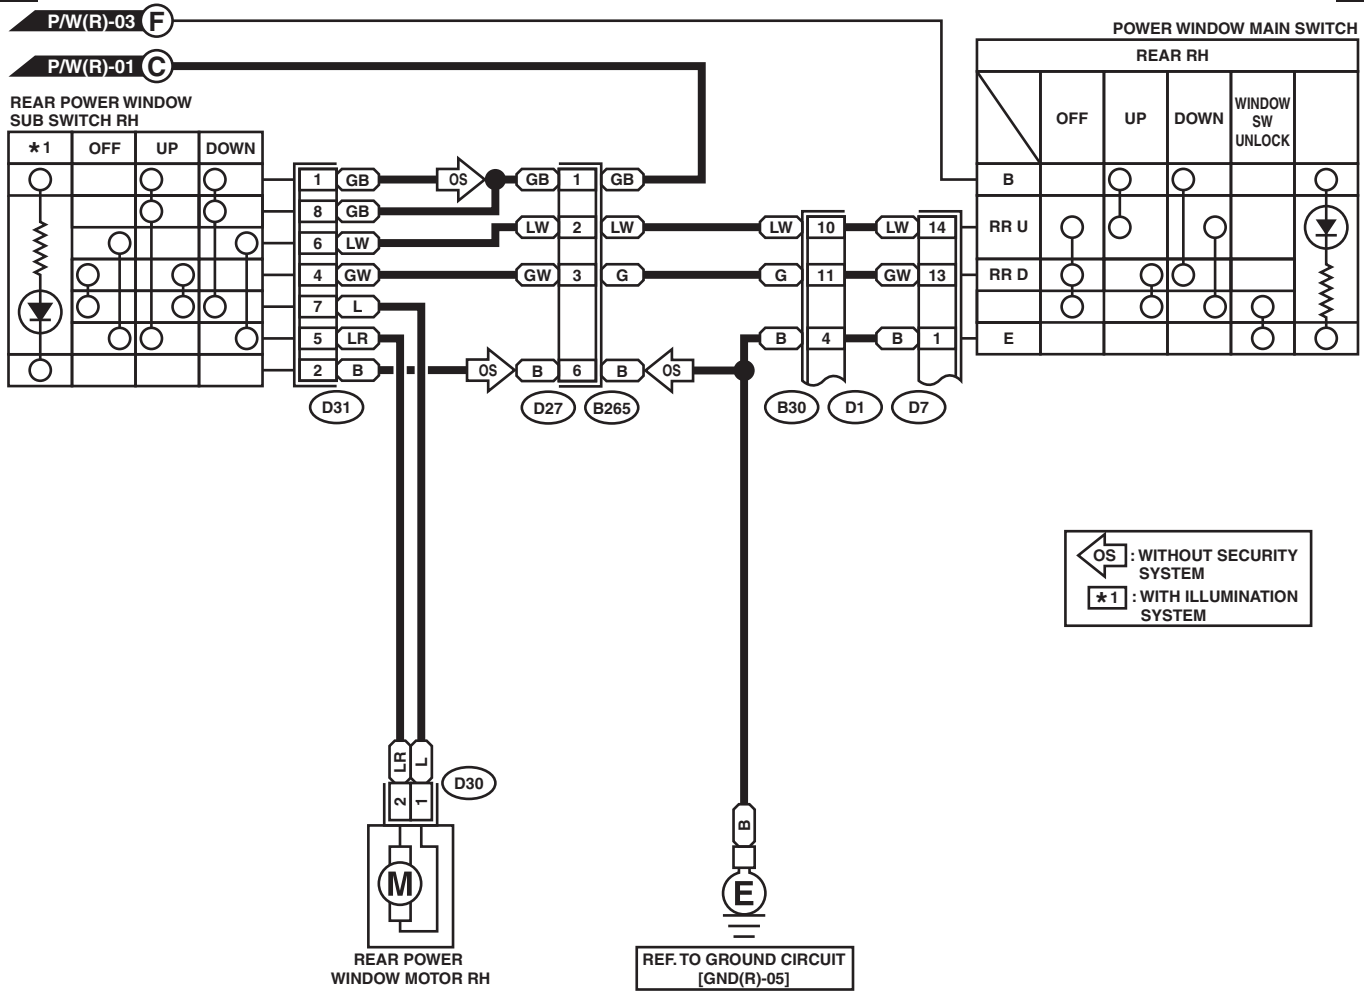 P/W(R)-03 F
P/W(R)-01 C
POWER WINDOW MAIN SWITCH
REAR RH
OFF UP DOWN WINDOW SW UNLOCK
B
RR U
RR D
E
REAR POWER WINDOW
SUB SWITCH RH
*1 OFF UP DOWN
1 GB OS GB 1 GB
8 GB
6 LW LW 2 LW LW 10 LW 14
4 GW GW 3 G G 11 GW 13
7 L
5 LR B 4 B 1
2 B OS B 6 B OS
D31 D27 B265 B30 D1 D7
OS : WITHOUT SECURITY
SYSTEM
*1 : WITH ILLUMINATION
SYSTEM
LR L
2 1
D30
M
REAR POWER
WINDOW MOTOR RH
B
E
REF. TO GROUND CIRCUIT
[GND(R)-05]